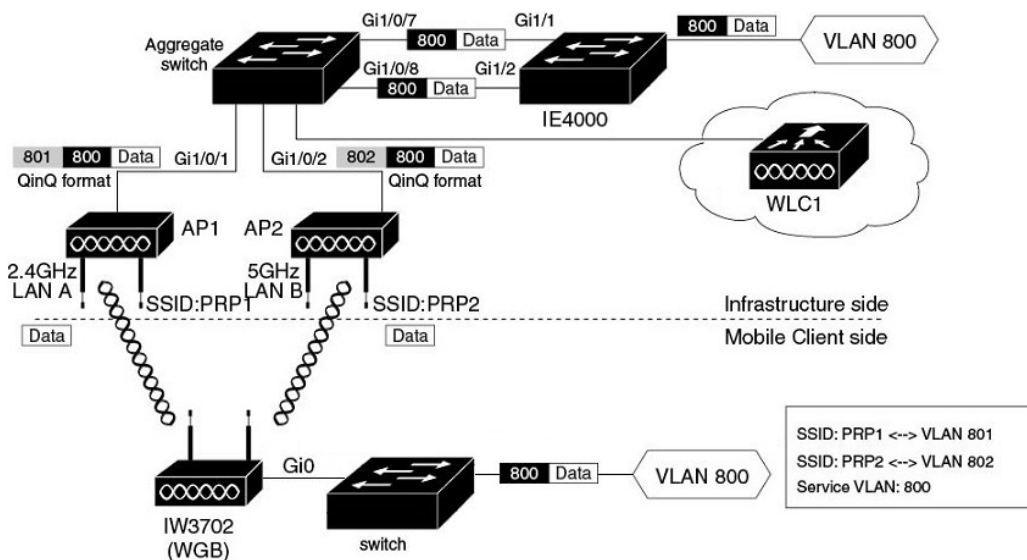 Gi1/0/7
Gi1/1
800 Data
800 Data
VLAN 800
Aggregate
switch
Gi1/0/8
Gi1/2
800 Data
IE4000
801 800 Data
Gi1/0/1
Gi1/0/2
802 800 Data
QinQ format
QinQ format
WLC1
AP1
AP2
2.4GHz
LAN A
5GHz
LAN B
SSID:PRP1
SSID:PRP2
Infrastructure side
Data
Data
Mobile Client side
Gi0
800 Data
VLAN 800
IW3702
(WGB)
switch
SSID: PRP1 <--> VLAN 801
SSID: PRP2 <--> VLAN 802
Service VLAN: 800